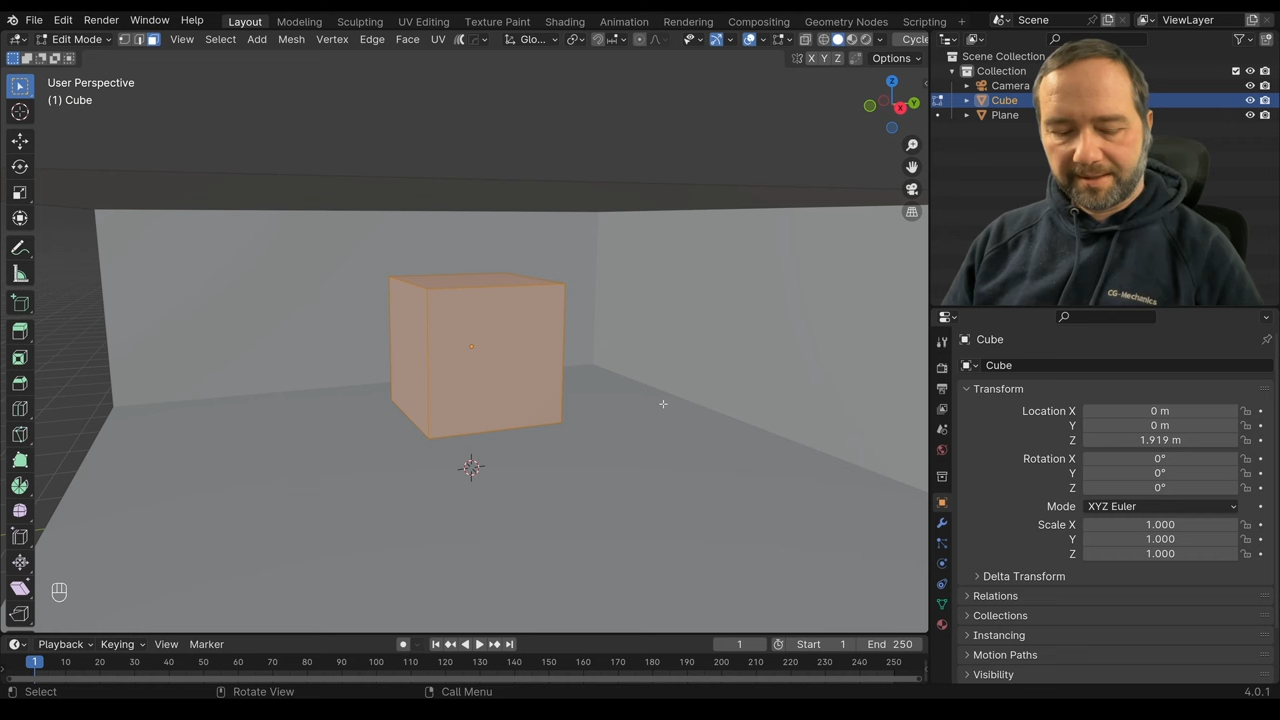 File Edit Render Window Help Layout Modeling Sculpting UV Editing Texture Paint Shading Animation Rendering Compositing Geometry Nodes Scripting + Scene ViewLayer
Edit Mode View Select Add Mesh Vertex Edge Face UV Glo... Cycle
X Y Z Options
User Perspective
(1) Cube
Z
Y
X
Scene Collection
Collection
Camera
Cube
Plane
CG-Mechanics
Cube
Cube
Transform
Location X 0 m
Y 0 m
Z 1.919 m
Rotation X 0°
Y 0°
Z 0°
Mode XYZ Euler
Scale X 1.000
Y 1.000
Z 1.000
Delta Transform
Relations
Collections
Instancing
Motion Paths
Visibility
Playback Keying View Marker 1 Start 1 End 250
1 10 20 30 40 50 60 70 80 90 100 110 120 130 140 150 160 170 180 190 200 210 220 230 240 250
Select Rotate View Call Menu 4.0.1